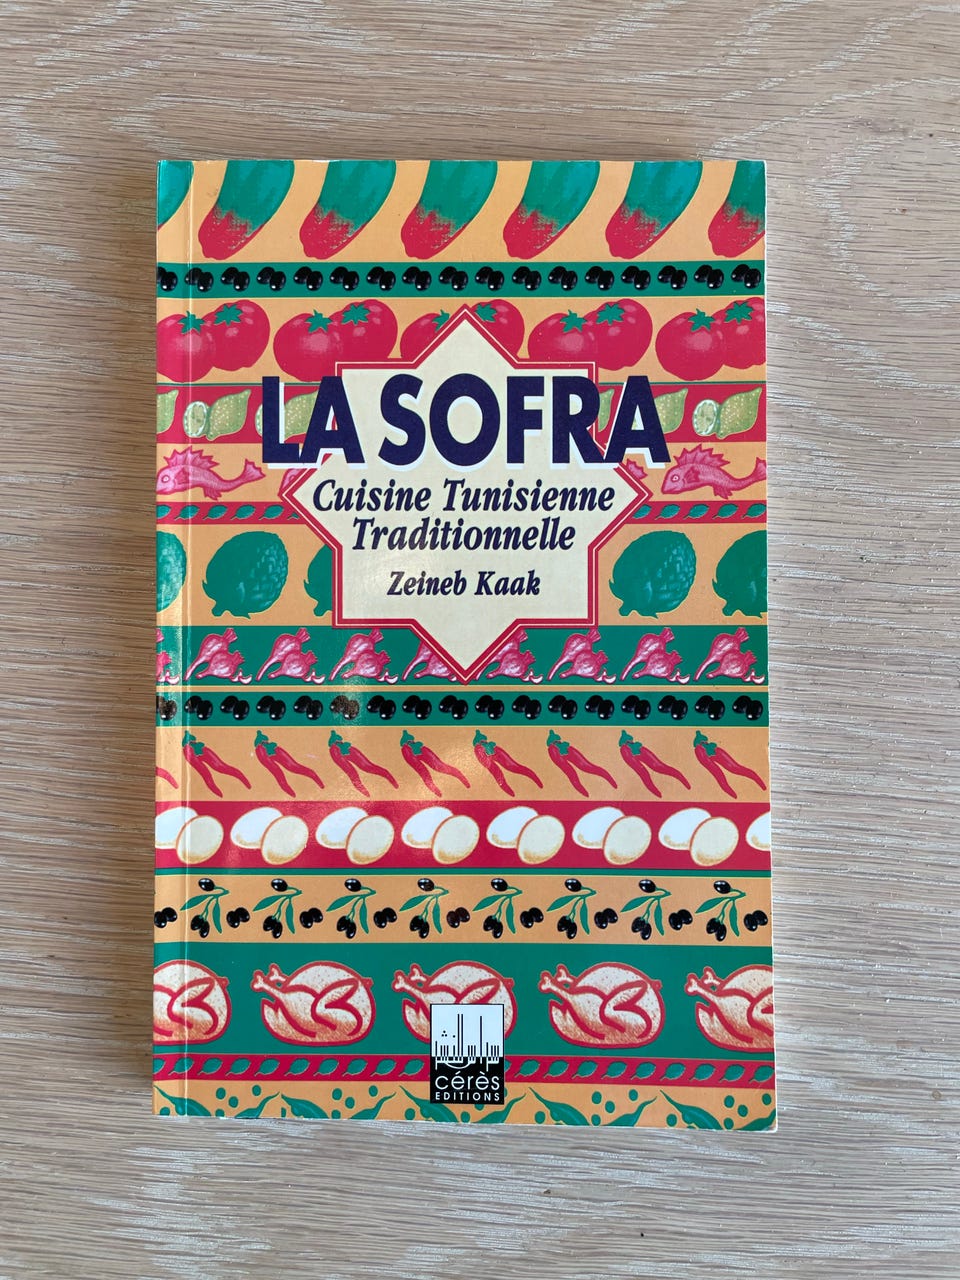 LA SOFRA
Cuisine Tunisienne
Traditionnelle
Zeineb Kaak
cérès
EDITIONS